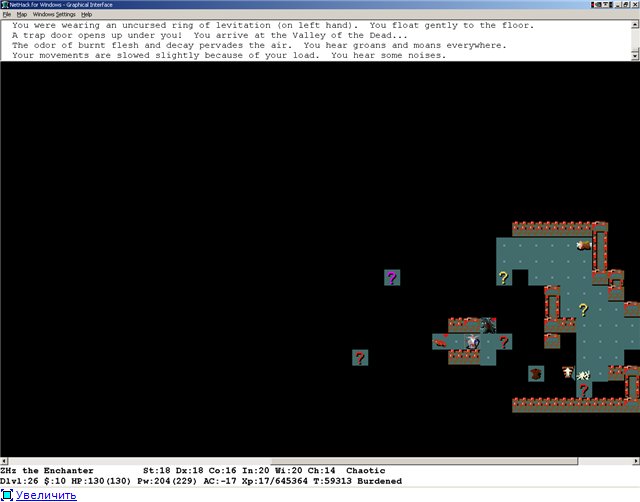 NetHack for Windows - Graphical Interface
File Map Windows Settings Help
You were wearing an uncursed ring of levitation (on left hand). You float gently to the floor.
A trap door opens up under you! You arrive at the Valley of the Dead...
The odor of burnt flesh and decay pervades the air. You hear groans and moans everywhere.
Your movements are slowed slightly because of your load. You hear some noises.
?
?
?
?
?
?
ZHz the Enchanter St:18 Dx:18 Co:16 In:20 Wi:20 Ch:14 Chaotic
Dlvl:26 $:10 HP:130(130) Pw:204(229) AC:-17 Xp:17/645364 T:59313 Burdened
Увеличить